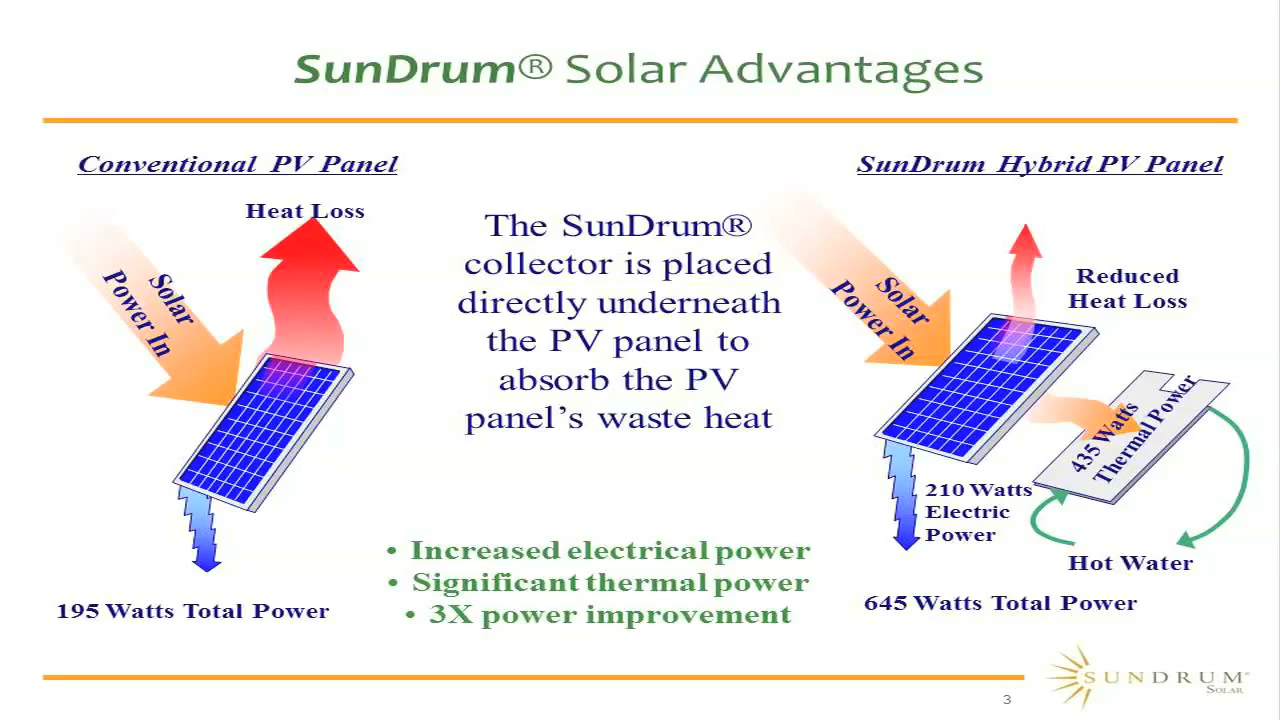 SunDrum® Solar Advantages
Conventional PV Panel
Heat Loss
Solar
Power In
195 Watts Total Power
The SunDrum®
collector is placed
directly underneath
the PV panel to
absorb the PV
panel's waste heat
• Increased electrical power
• Significant thermal power
• 3X power improvement
SunDrum Hybrid PV Panel
Solar
Power In
Reduced
Heat Loss
435 Watts
Thermal Power
210 Watts
Electric
Power
Hot Water
645 Watts Total Power
SUNDRUM®
SOLAR
3